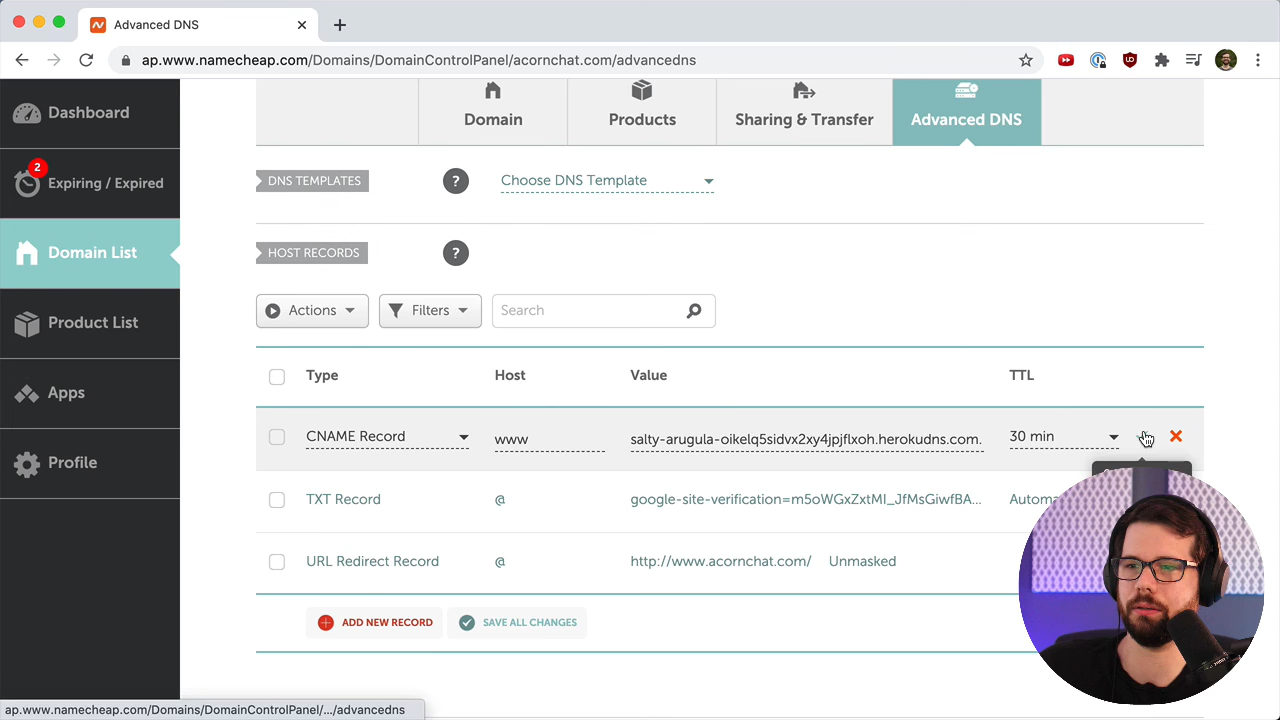 Advanced DNS
ap.www.namecheap.com/Domains/DomainControlPanel/acornchat.com/advancedns
Dashboard
2
Expiring / Expired
Domain List
Product List
Apps
Profile
Domain
Products
Sharing & Transfer
Advanced DNS
DNS TEMPLATES
?
Choose DNS Template
HOST RECORDS
?
Actions
Filters
Search
Type Host Value TTL
CNAME Record www salty-arugula-oikelq5sidvx2xy4jpjflxoh.herokudns.com. 30 min
TXT Record @ google-site-verification=m5oWGxZxtMI_JfMsGiwfBA... Automa
URL Redirect Record @ http://www.acornchat.com/ Unmasked
ADD NEW RECORD
SAVE ALL CHANGES
ap.www.namecheap.com/Domains/DomainControlPanel/.../advancedns